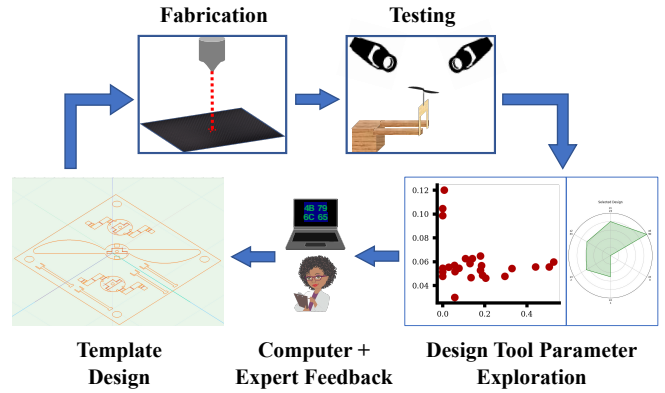 Fabrication
Testing
4B 79
6C 65
0.12
0.10
0.08
0.06
0.04
0.0
0.2
0.4
Selected Design
Template
Design
Computer +
Expert Feedback
Design Tool Parameter
Exploration